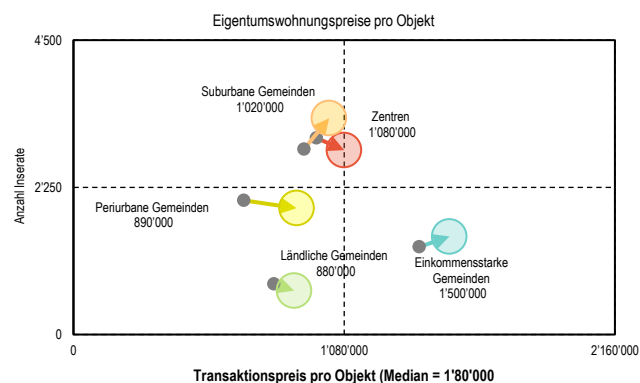 Eigentumswohnungspreise pro Objekt
4'500
Suburbane Gemeinden
1'020'000
Zentren
1'080'000
Anzahl Inserate
2'250
Periurbane Gemeinden
890'000
Ländliche Gemeinden
880'000
Einkommensstarke
Gemeinden
1'500'000
0
0
1'080'000
2'160'000
Transaktionspreis pro Objekt (Median = 1'80'000